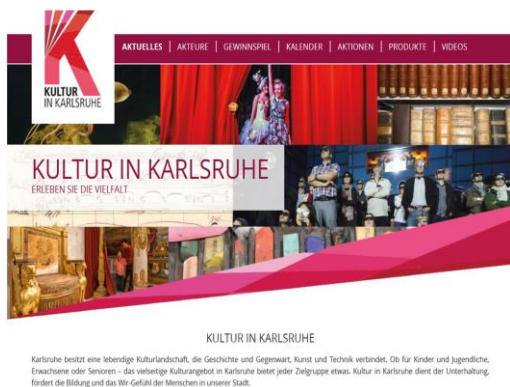 KULTUR
IN KARLSRUHE
AKTUELLES | AKTEURE | GEWINNSPIEL | KALENDER | AKTIONEN | PRODUKTE | VIDEOS
KULTUR IN KARLSRUHE
ERLEBEN SIE DIE VIELFALT
KULTUR IN KARLSRUHE
Karlsruhe besitzt eine lebendige Kulturlandschaft, die Geschichte und Gegenwart, Kunst und Technik verbindet. Ob für Kinder und Jugendliche,
Erwachsene oder Senioren – das vielseitige Kulturangebot in Karlsruhe bietet jeder Zielgruppe etwas. Kultur in Karlsruhe dient der Unterhaltung,
fördert die Bildung und das Wir-Gefühl der Menschen in unserer Stadt.